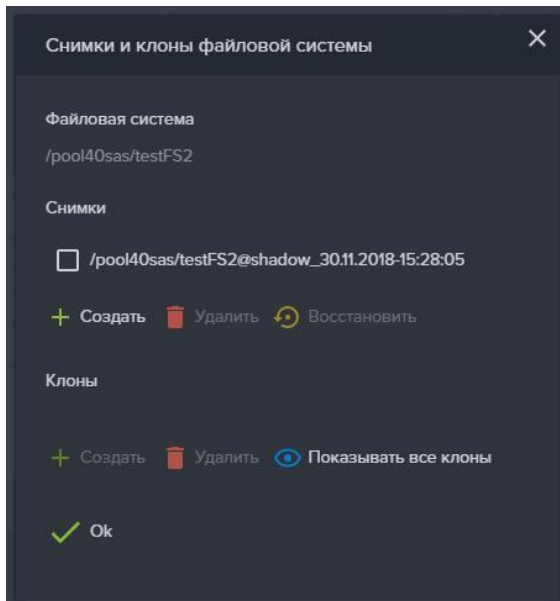 Снимки и клоны файловой системы
Файловая система
/pool40sas/testFS2
Снимки
/pool40sas/testFS2@shadow_30.11.2018-15:28:05
Создать Удалить Восстановить
Клоны
Создать Удалить Показывать все клоны
Ok